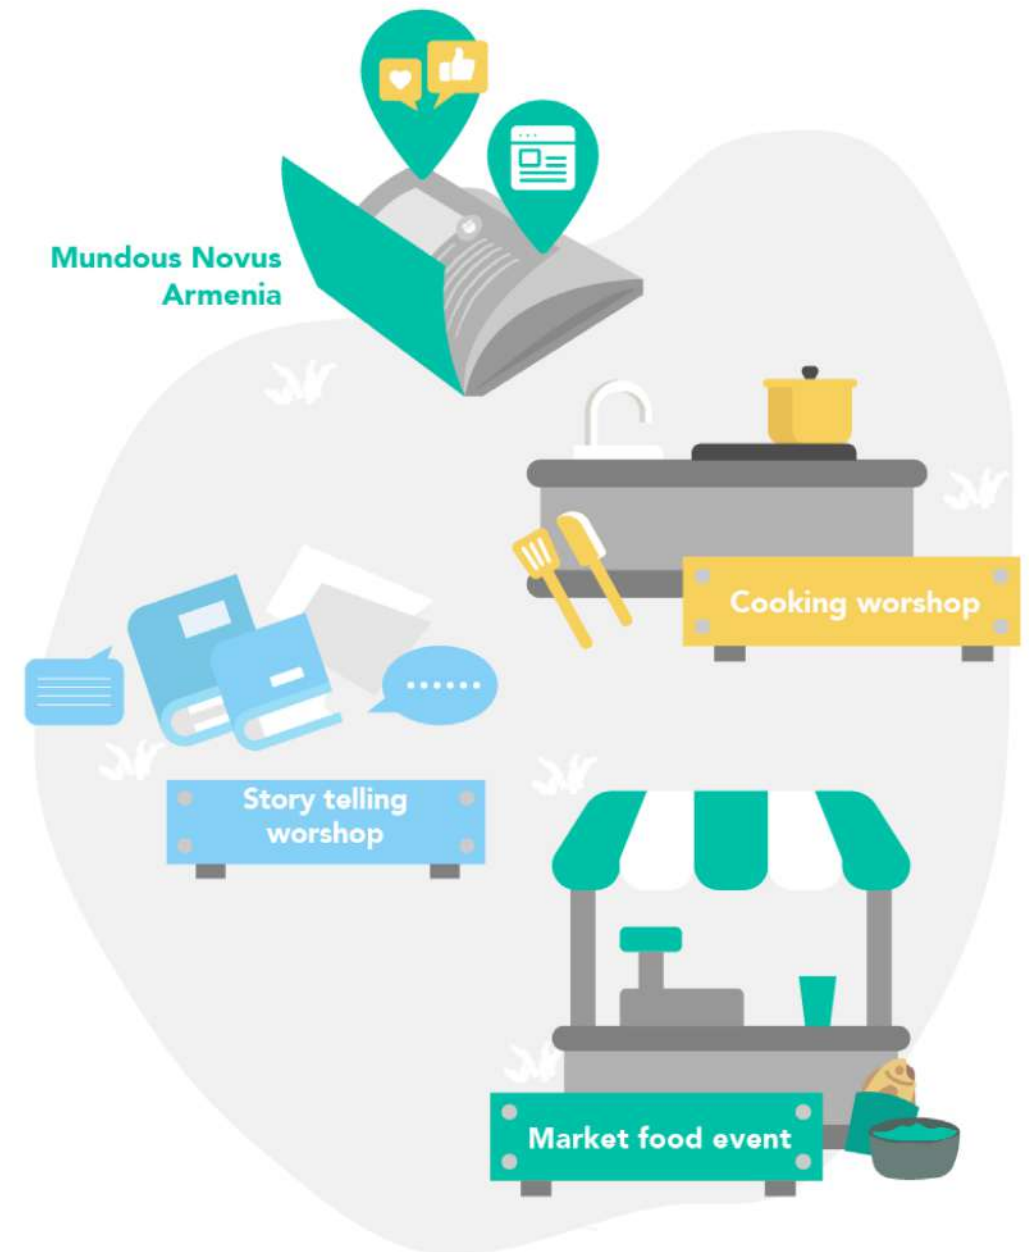 Mundous Novus
Armenia
Cooking worshop
Story telling
worshop
Market food event